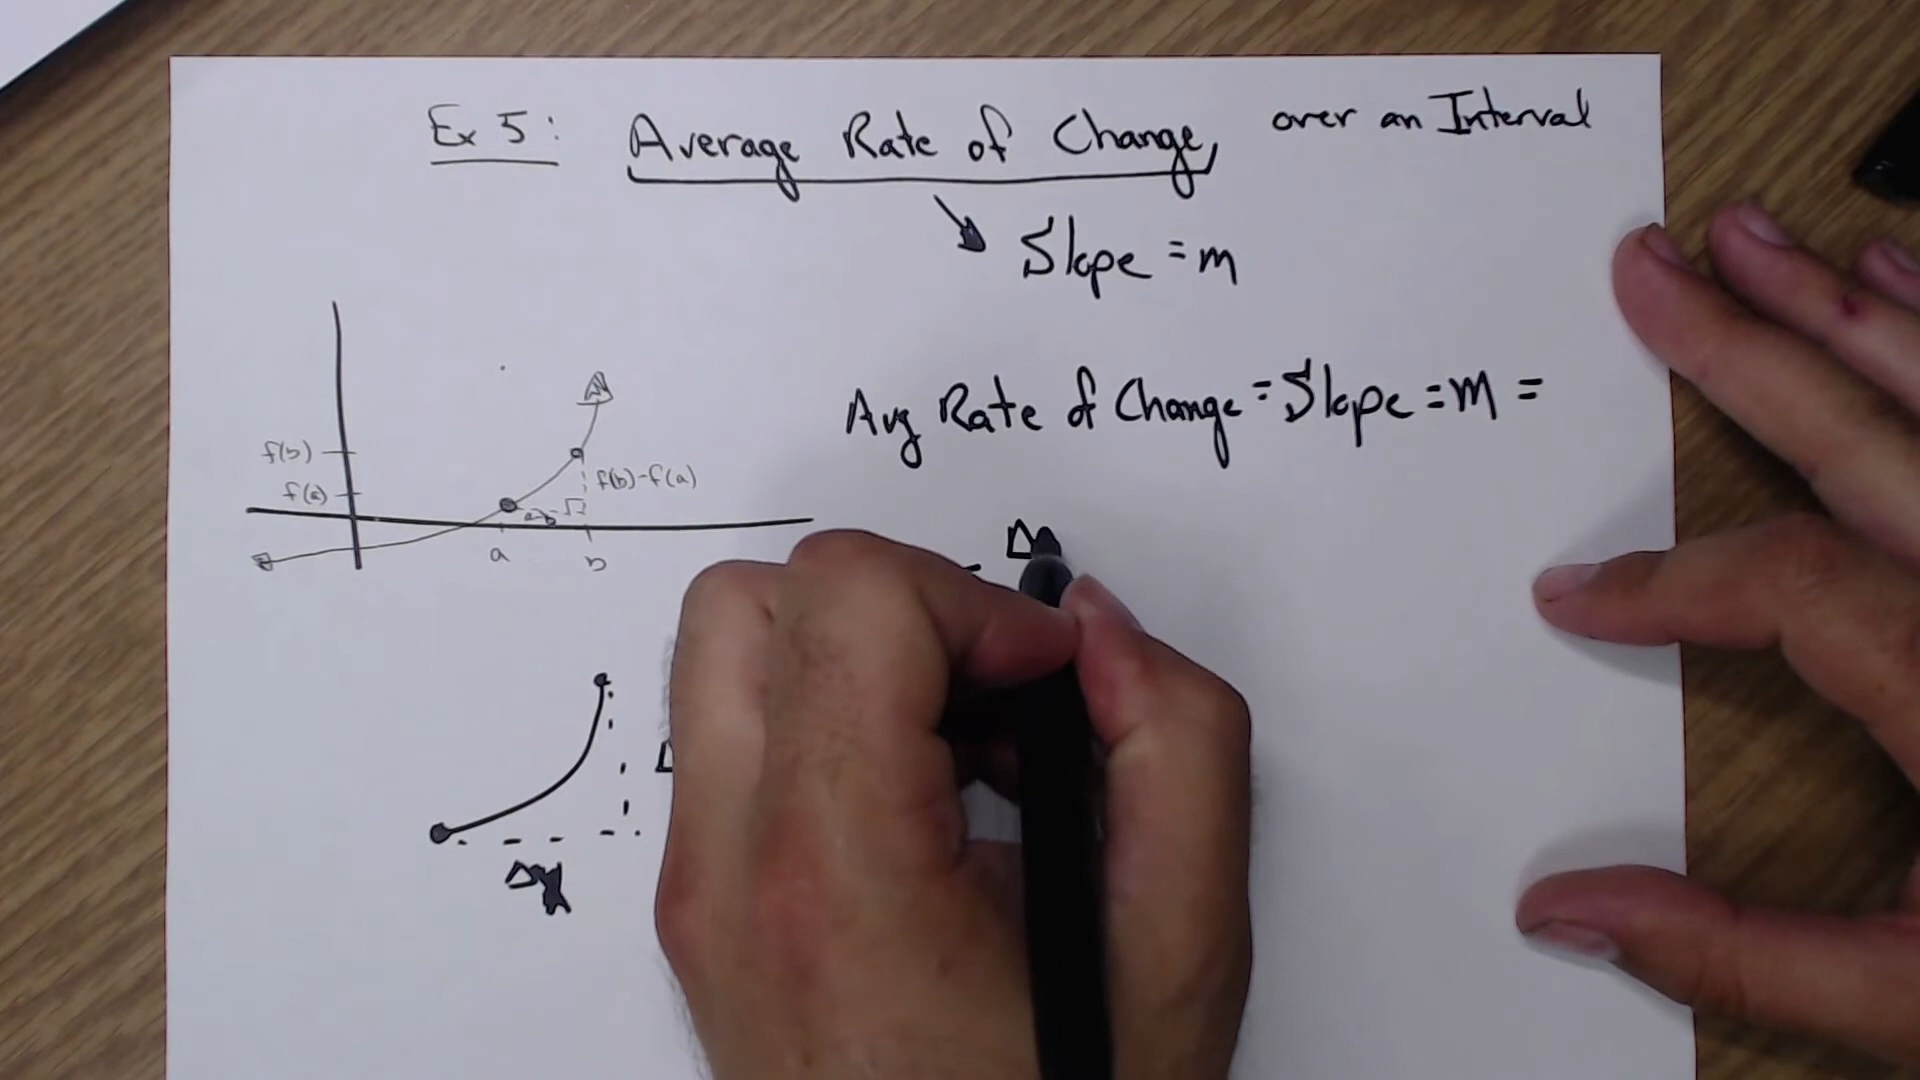 Ex 5: Average Rate of Change, over an Interval
Slope = m
Avg Rate of Change = Slope = m =
f(b)
f(a)
f(b)-f(a)
a-b
a
b
Δ
Δ
Δx